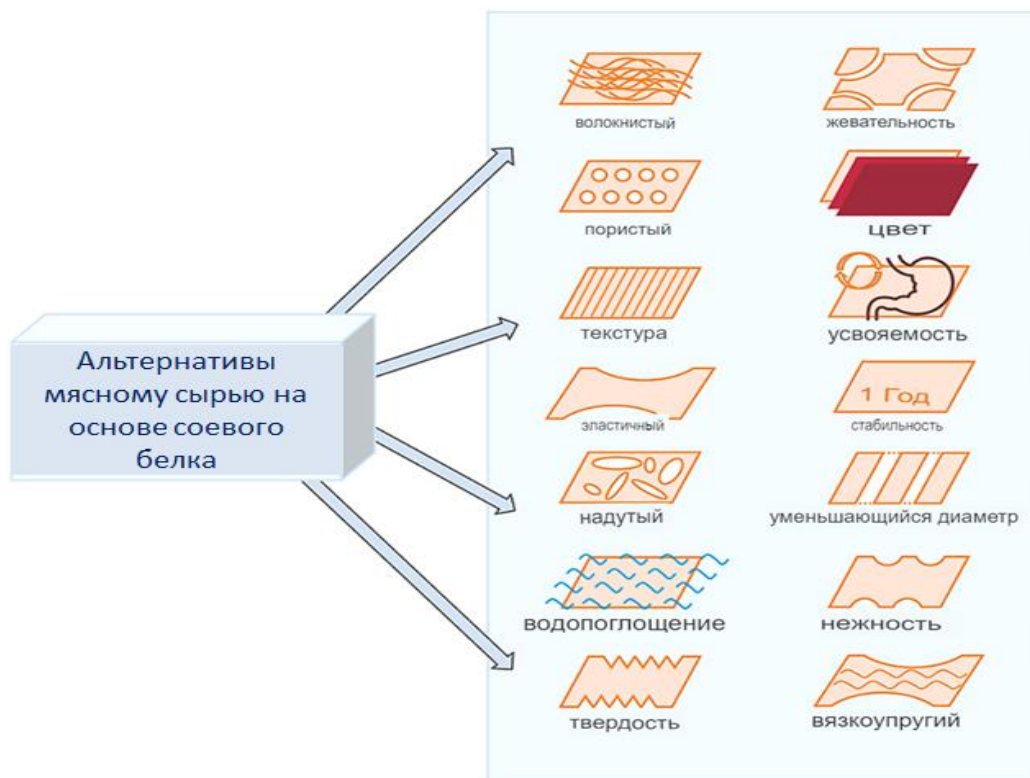 Альтернативы
мясному сырью на
основе соевого
белка
волокнистый
жевательность
пористый
цвет
текстура
усвояемость
эластичный
1 Год
стабильность
надутый
уменьшающийся диаметр
водопоглощение
нежность
твердость
вязкоупругий